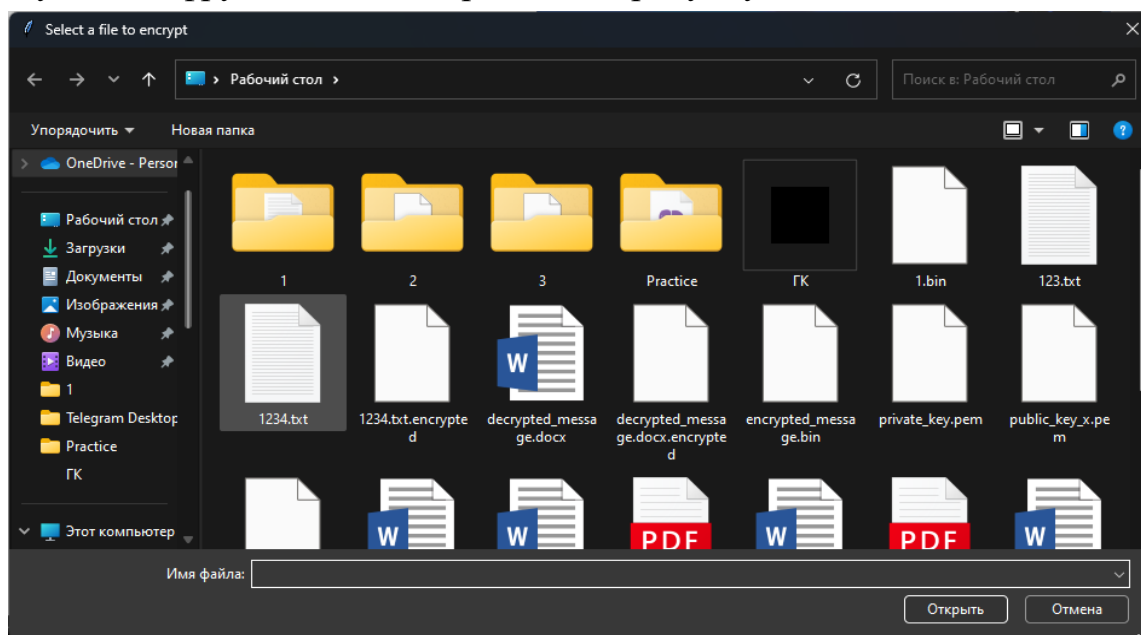 Select a file to encrypt
Рабочий стол
Поиск в: Рабочий стол
Упорядочить
Новая папка
OneDrive - Persor
Рабочий стол
Загрузки
Документы
Изображения
Музыка
Видео
1
Telegram Desktop
Practice
ГК
Этот компьютер
1
2
3
Practice
ГК
1.bin
123.txt
1234.txt
1234.txt.encrypte
d
decrypted_messa
ge.docx
decrypted_messa
ge.docx.encrypte
d
encrypted_messa
ge.bin
private_key.pem
public_key_x.pe
m
W
W
W
PDF
W
PDF
W
Имя файла:
Открыть
Отмена